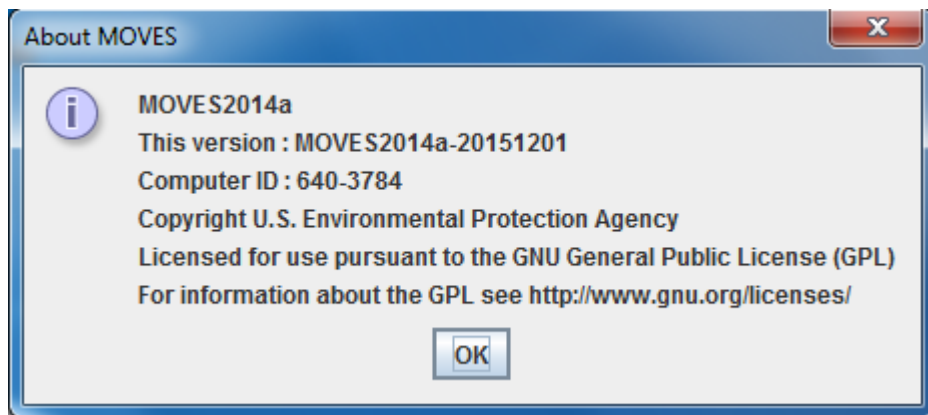 About MOVES
MOVES2014a
This version : MOVES2014a-20151201
Computer ID : 640-3784
Copyright U.S. Environmental Protection Agency
Licensed for use pursuant to the GNU General Public License (GPL)
For information about the GPL see http://www.gnu.org/licenses/
OK